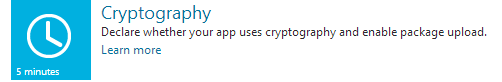 Cryptography
Declare whether your app uses cryptography and enable package upload.
Learn more
5 minutes